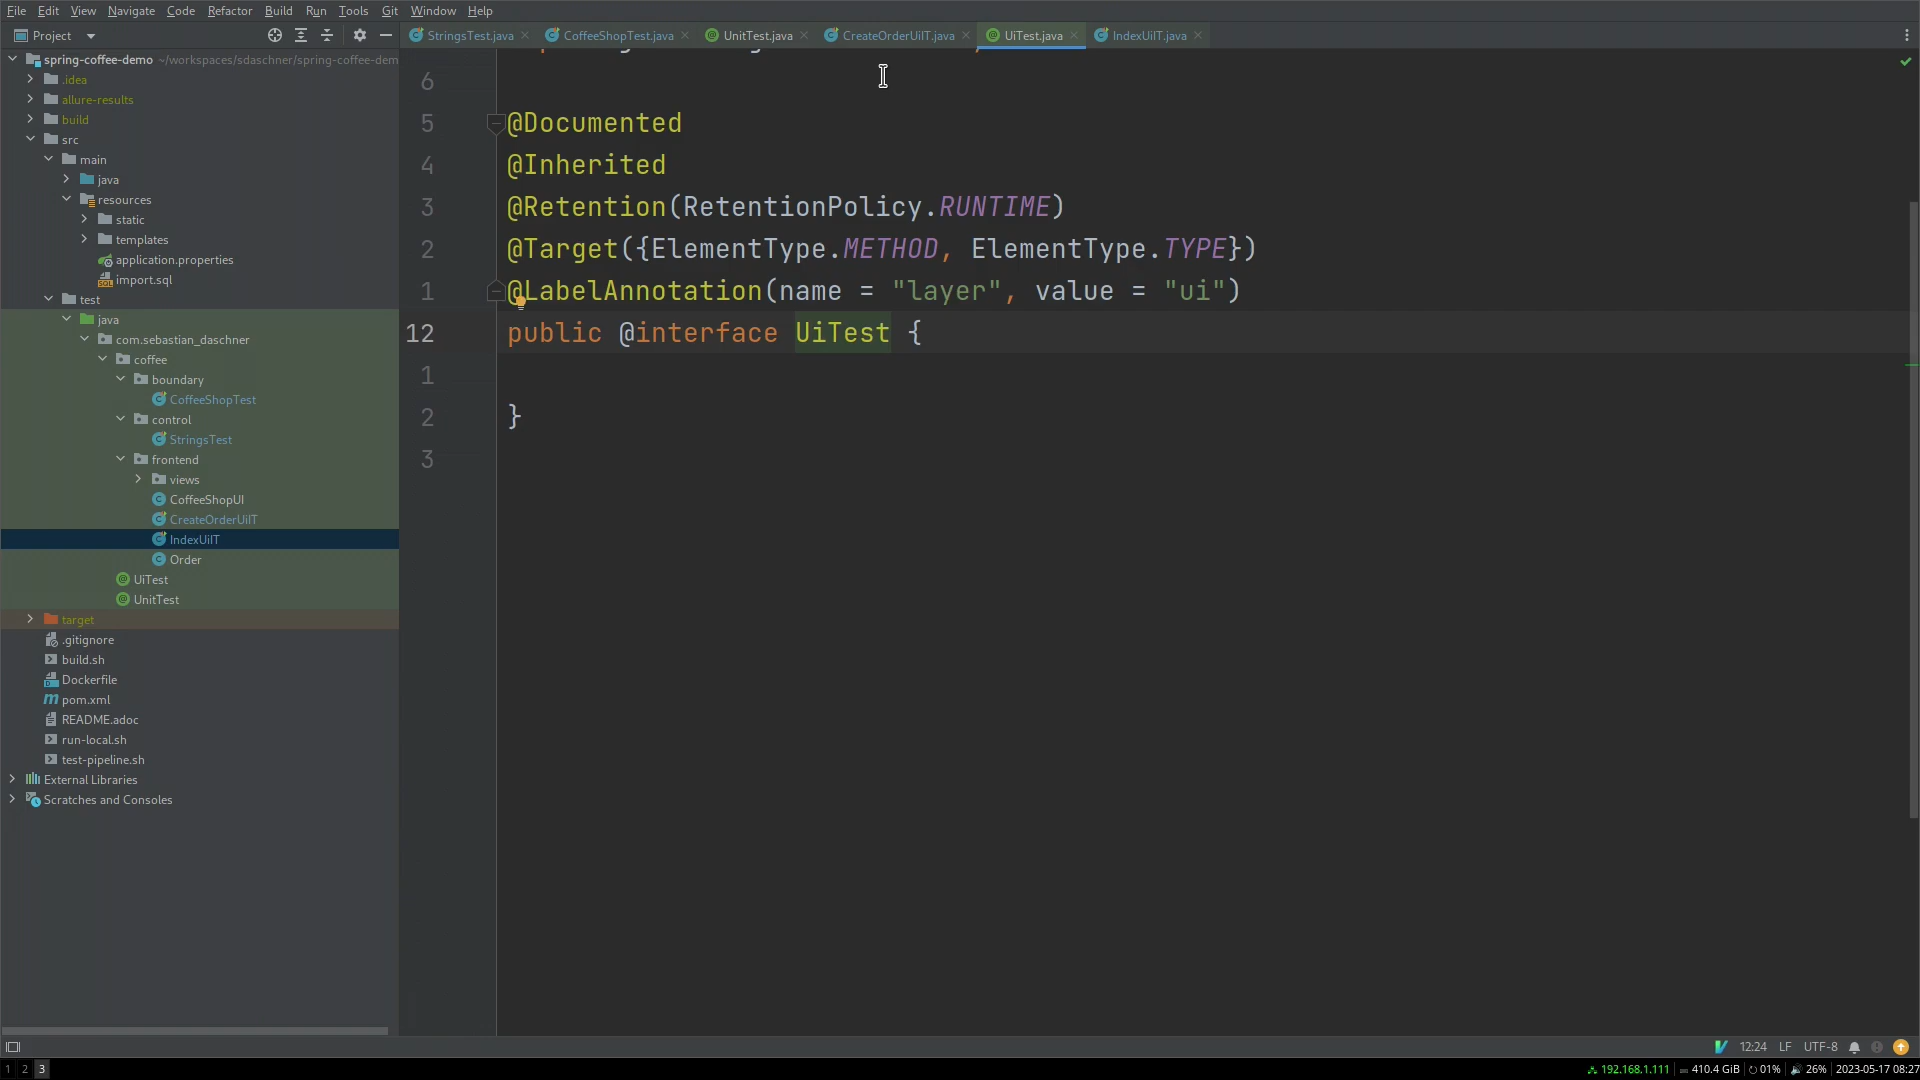 File Edit View Navigate Code Refactor Build Run Tools Git Window Help
Project
StringsTest.java CoffeeShopTest.java UnitTest.java CreateOrderUiIT.java UiTest.java IndexUiIT.java
spring-coffee-demo ~/workspaces/sdaschner/spring-coffee-dem
.idea
allure-results
build
src
main
java
resources
static
templates
application.properties
import.sql
test
java
com.sebastian_daschner
coffee
boundary
CoffeeShopTest
control
StringsTest
frontend
views
CoffeeShopUI
CreateOrderUiIT
IndexUiIT
Order
UiTest
UnitTest
target
.gitignore
build.sh
Dockerfile
pom.xml
README.adoc
run-local.sh
test-pipeline.sh
External Libraries
Scratches and Consoles
6
5 @Documented
4 @Inherited
3 @Retention(RetentionPolicy.RUNTIME)
2 @Target({ElementType.METHOD, ElementType.TYPE})
1 @LabelAnnotation(name = "layer", value = "ui")
12 public @interface UiTest {
1
2 }
3
12:24 LF UTF-8
1 2 3
192.168.1.111 410.4 GiB 01% 26% 2023-05-17 08:27